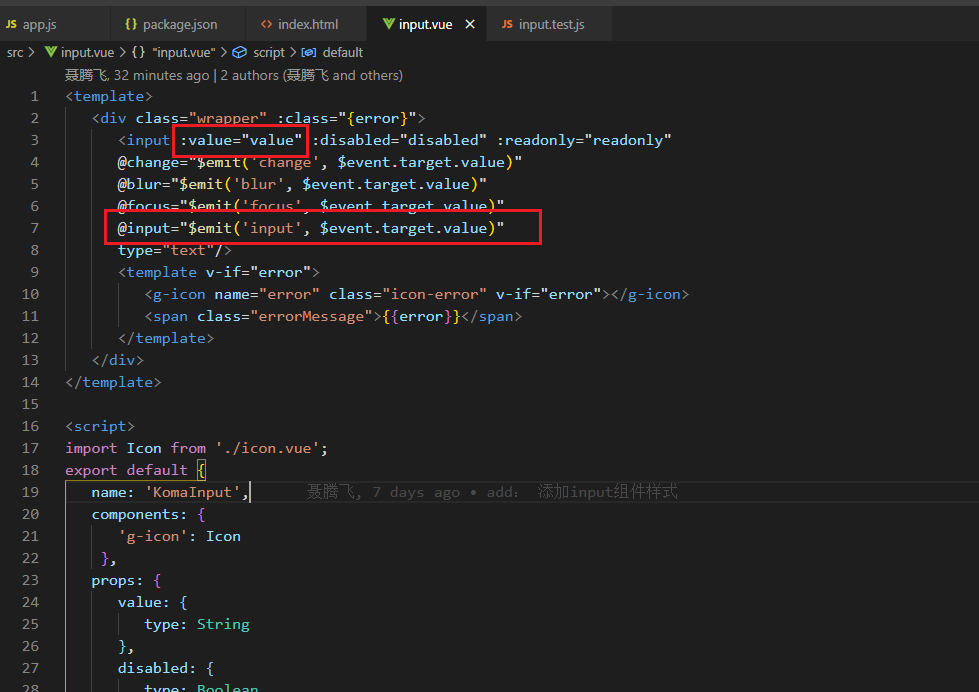 JS app.js {} package.json <> index.html input.vue × JS input.test.js
src > input.vue > {} "input.vue" > script > default
聂腾飞, 32 minutes ago | 2 authors (聂腾飞 and others)
1 <template>
2 <div class="wrapper" :class="{error}">
3 <input :value="value" :disabled="disabled" :readonly="readonly"
4 @change="$emit('change', $event.target.value)"
5 @blur="$emit('blur', $event.target.value)"
6 @focus="$emit('focus', $event.target.value)"
7 @input="$emit('input', $event.target.value)"
8 type="text"/>
9 <template v-if="error">
10 <g-icon name="error" class="icon-error" v-if="error"></g-icon>
11 <span class="errorMessage">{{error}}</span>
12 </template>
13 </div>
14 </template>
15
16 <script>
17 import Icon from './icon.vue';
18 export default {
19 name: 'KomaInput', 聂腾飞, 7 days ago • add: 添加input组件样式
20 components: {
21 'g-icon': Icon
22 },
23 props: {
24 value: {
25 type: String
26 },
27 disabled: {
28 type: Boolean